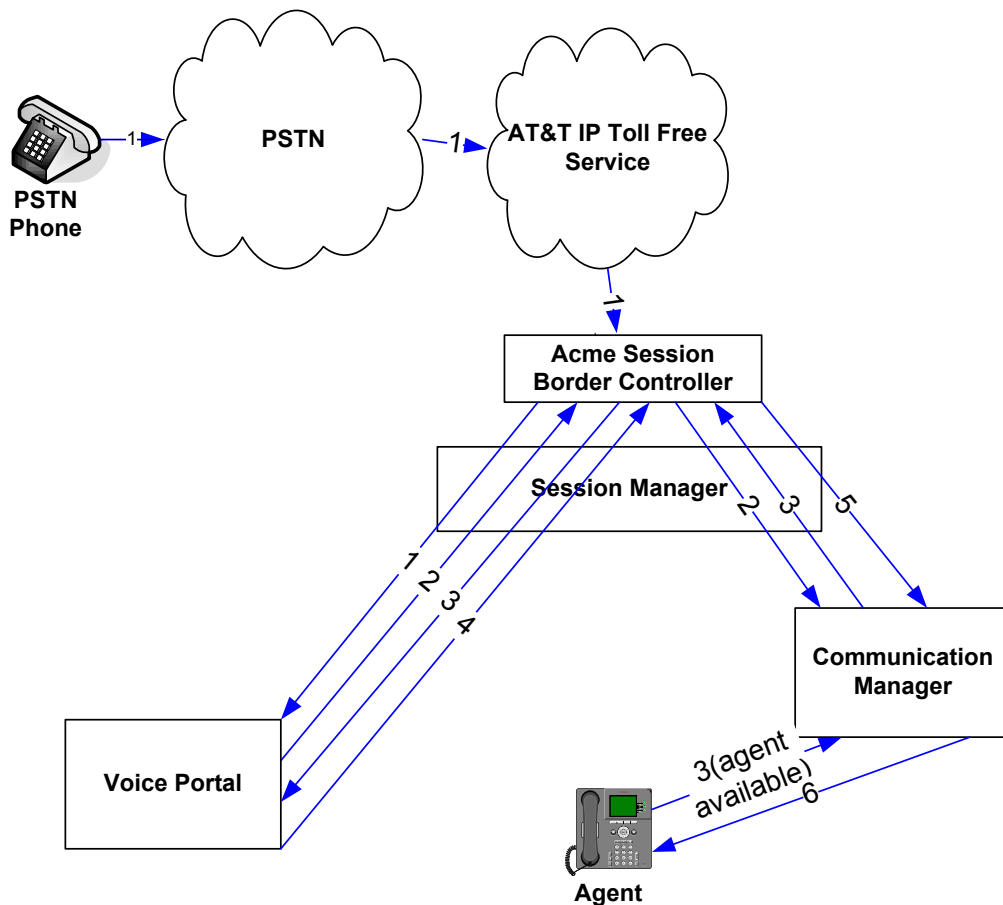 PSTN
AT&T IP Toll Free
Service
1
1
PSTN
Phone
1
Acme Session
Border Controller
Session Manager
2
3
5
1
2
3
4
Communication
Manager
Voice Portal
3(agent
available)
6
Agent